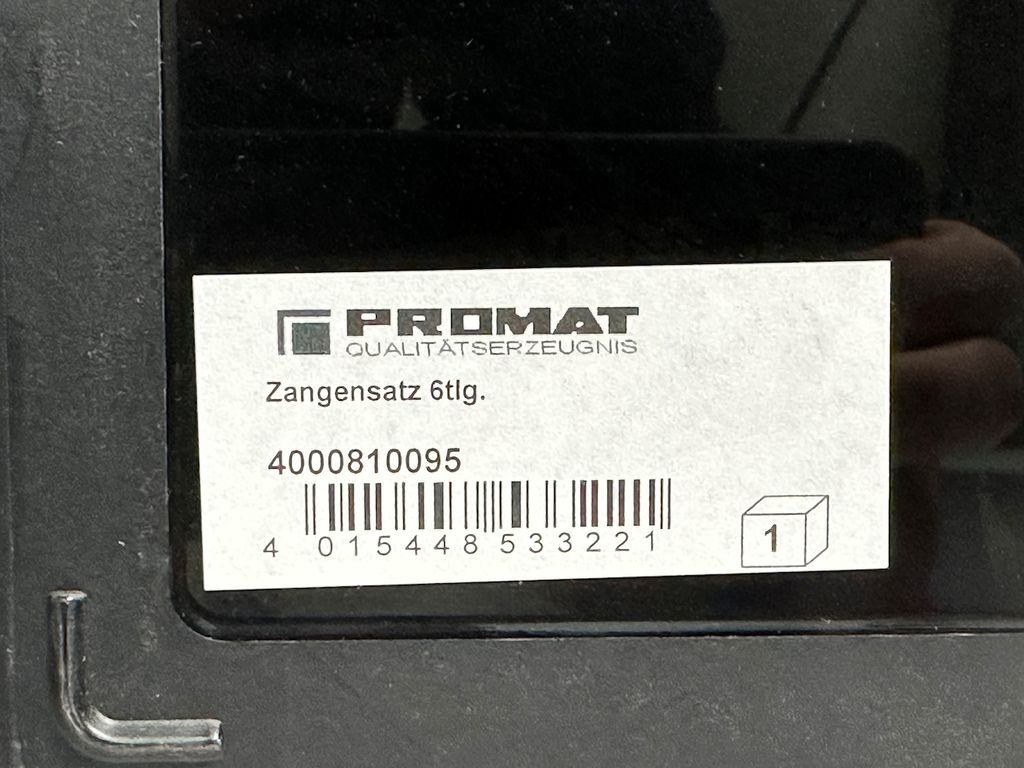 PROMAT
QUALITÄTSERZEUGNIS
Zangensatz 6tlg.
4000810095
4 015448 533221
1